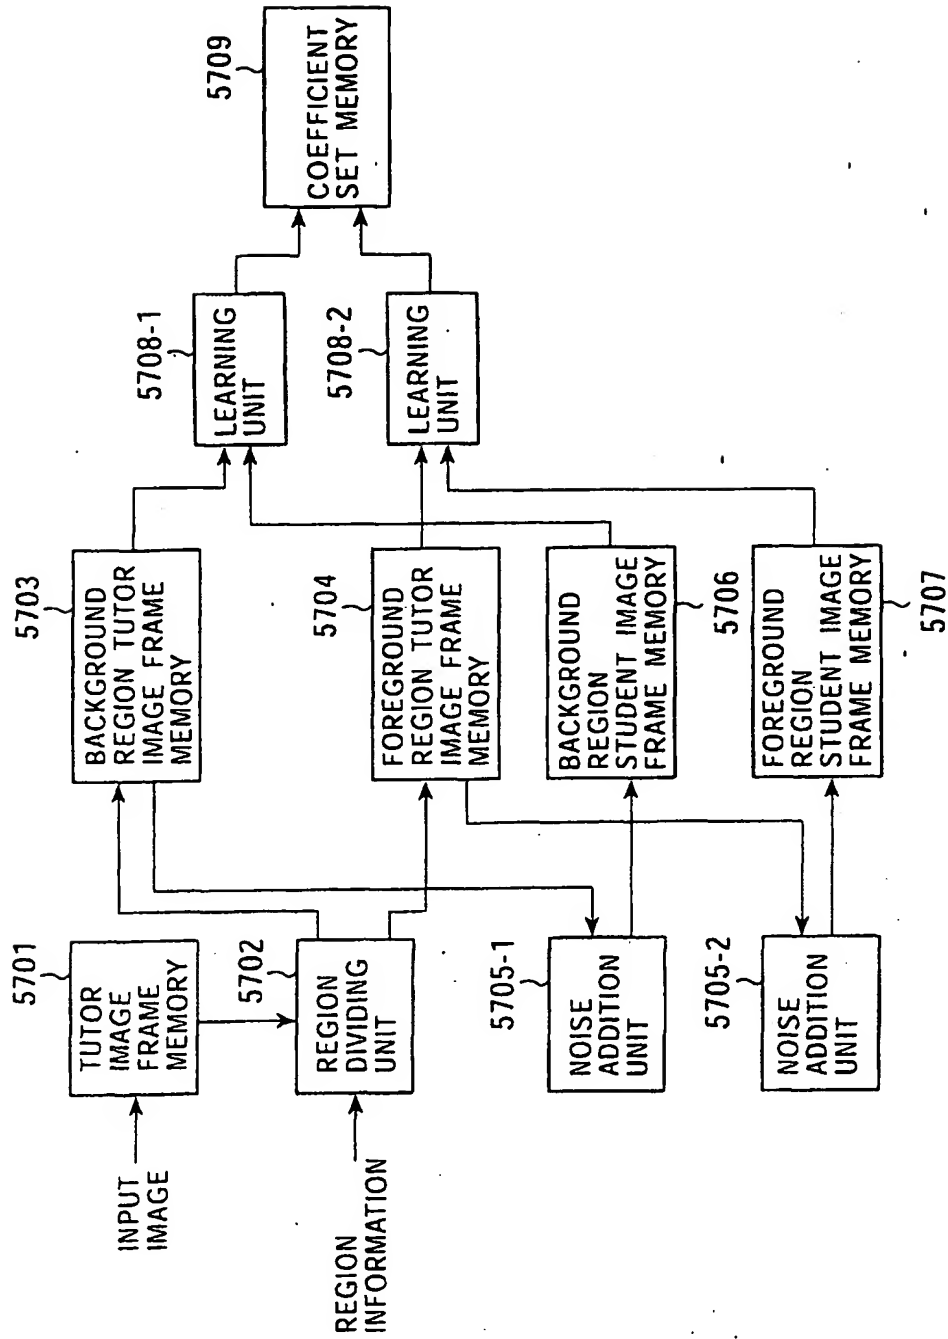 INPUT
IMAGE
REGION
INFORMATION
5701
TUTOR
IMAGE
FRAME
MEMORY
5702
REGION
DIVIDING
UNIT
5705-1
NOISE
ADDITION
UNIT
5705-2
NOISE
ADDITION
UNIT
5703
BACKGROUND
REGION TUTOR
IMAGE FRAME
MEMORY
5704
FOREGROUND
REGION TUTOR
IMAGE FRAME
MEMORY
BACKGROUND
REGION
STUDENT IMAGE
FRAME MEMORY
5706
FOREGROUND
REGION
STUDENT IMAGE
FRAME MEMORY
5707
5708-1
LEARNING
UNIT
5708-2
LEARNING
UNIT
5709
COEFFICIENT
SET MEMORY